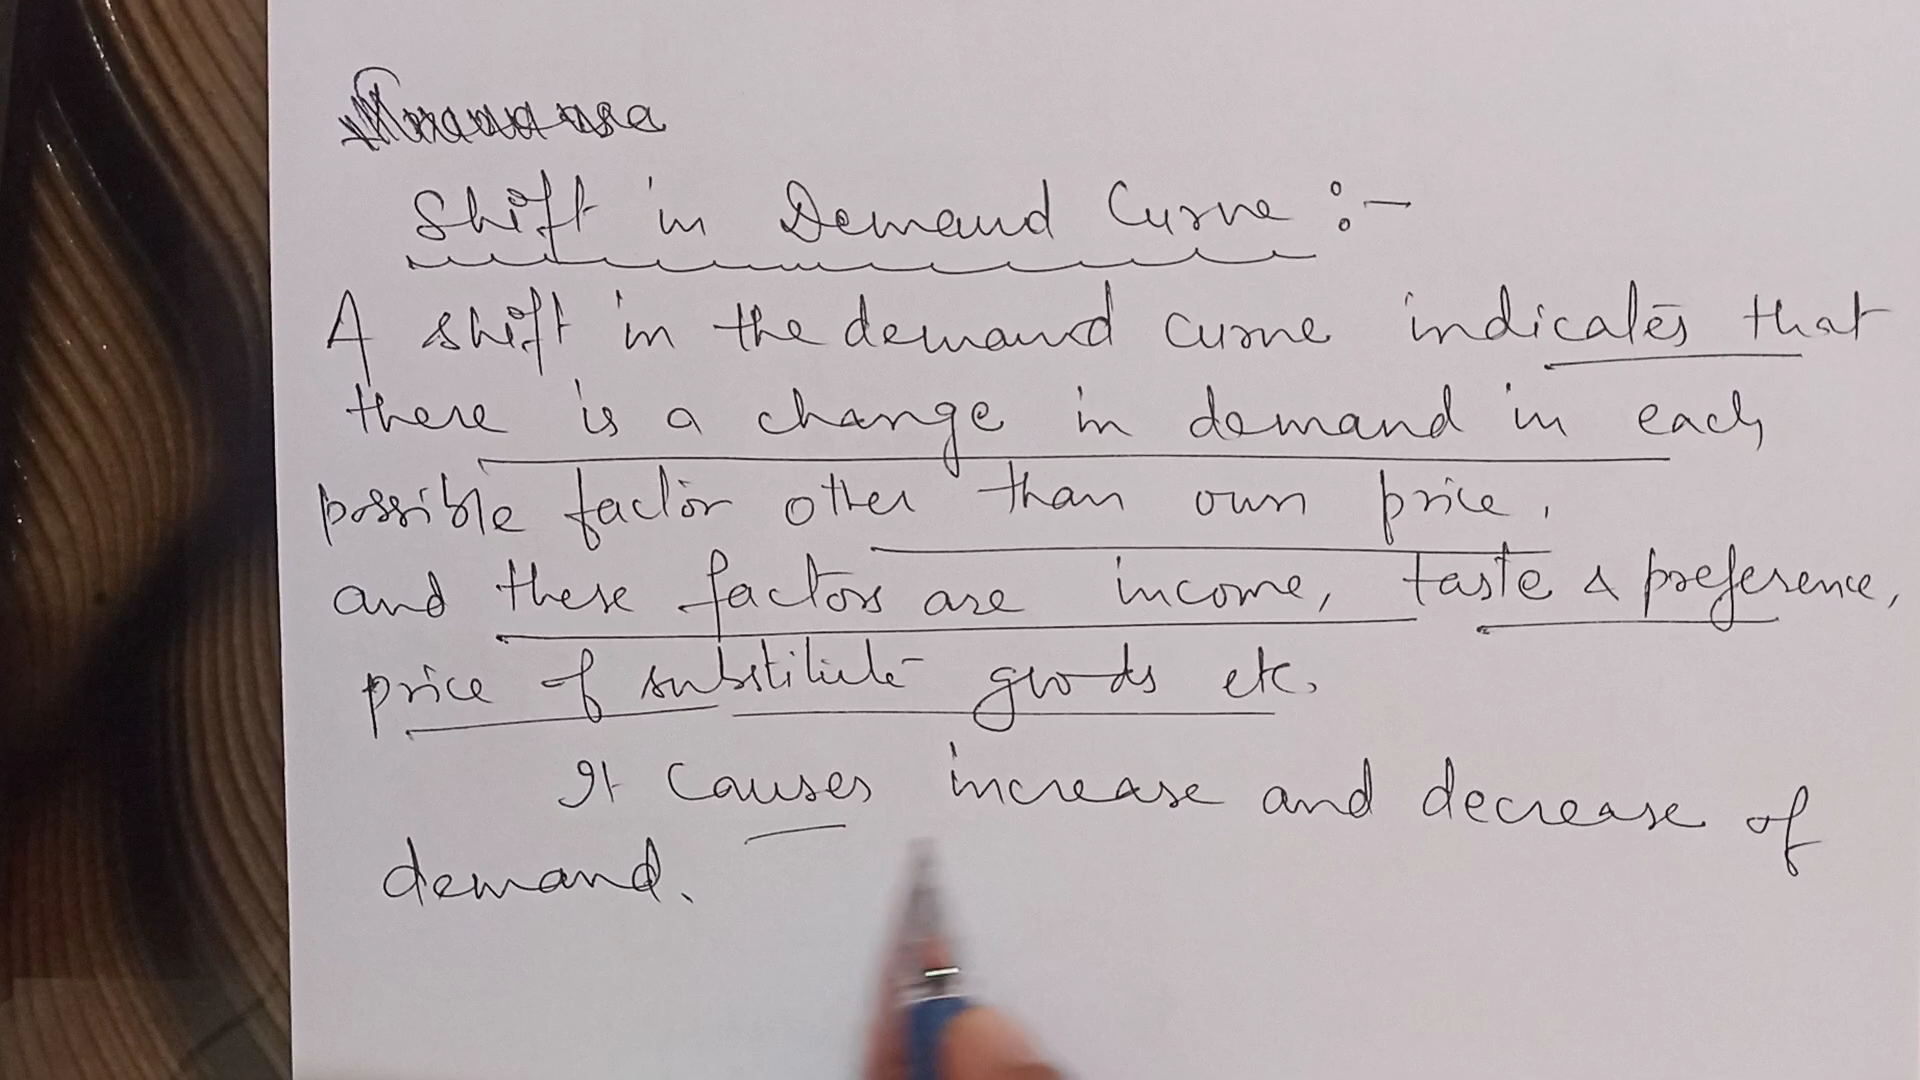 Shift in Demand Curve :-
A shift in the demand curve indicates that
there is a change in demand in each
possible factor other than own price,
and these factors are income, taste & preference,
price of substitute goods etc.
It causes increase and decrease of
demand.